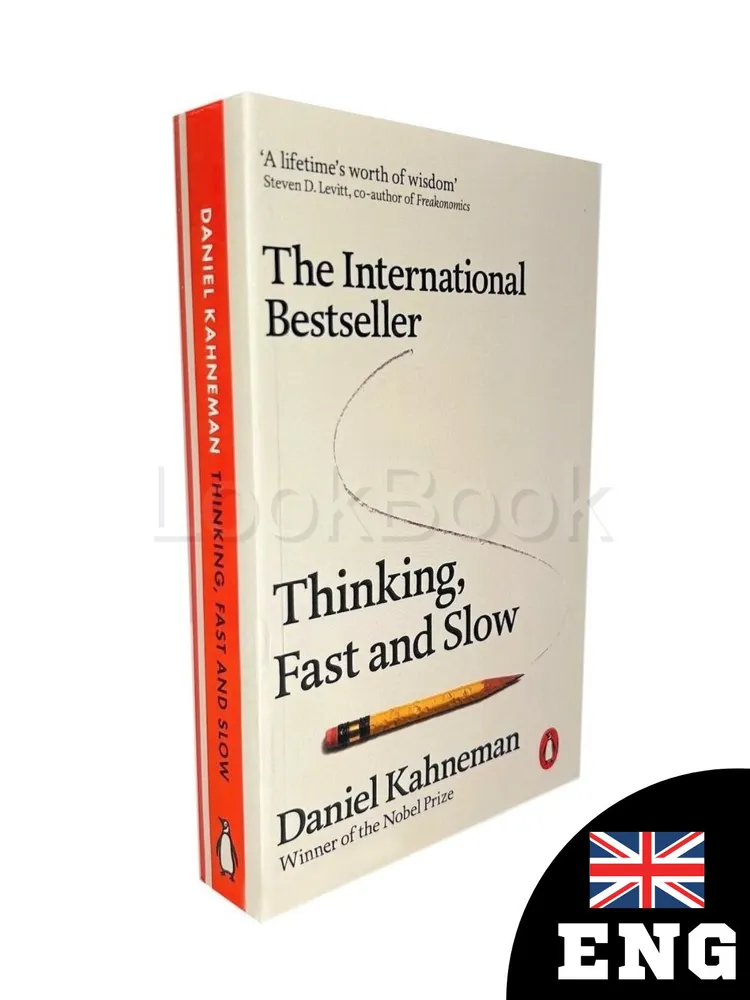 'A lifetime's worth of wisdom'
Steven D. Levitt, co-author of Freakonomics
The International
Bestseller
Thinking,
Fast and Slow
Daniel Kahneman
Winner of the Nobel Prize
DANIEL KAHNEMAN THINKING, FAST AND SLOW
LookBook
ENG